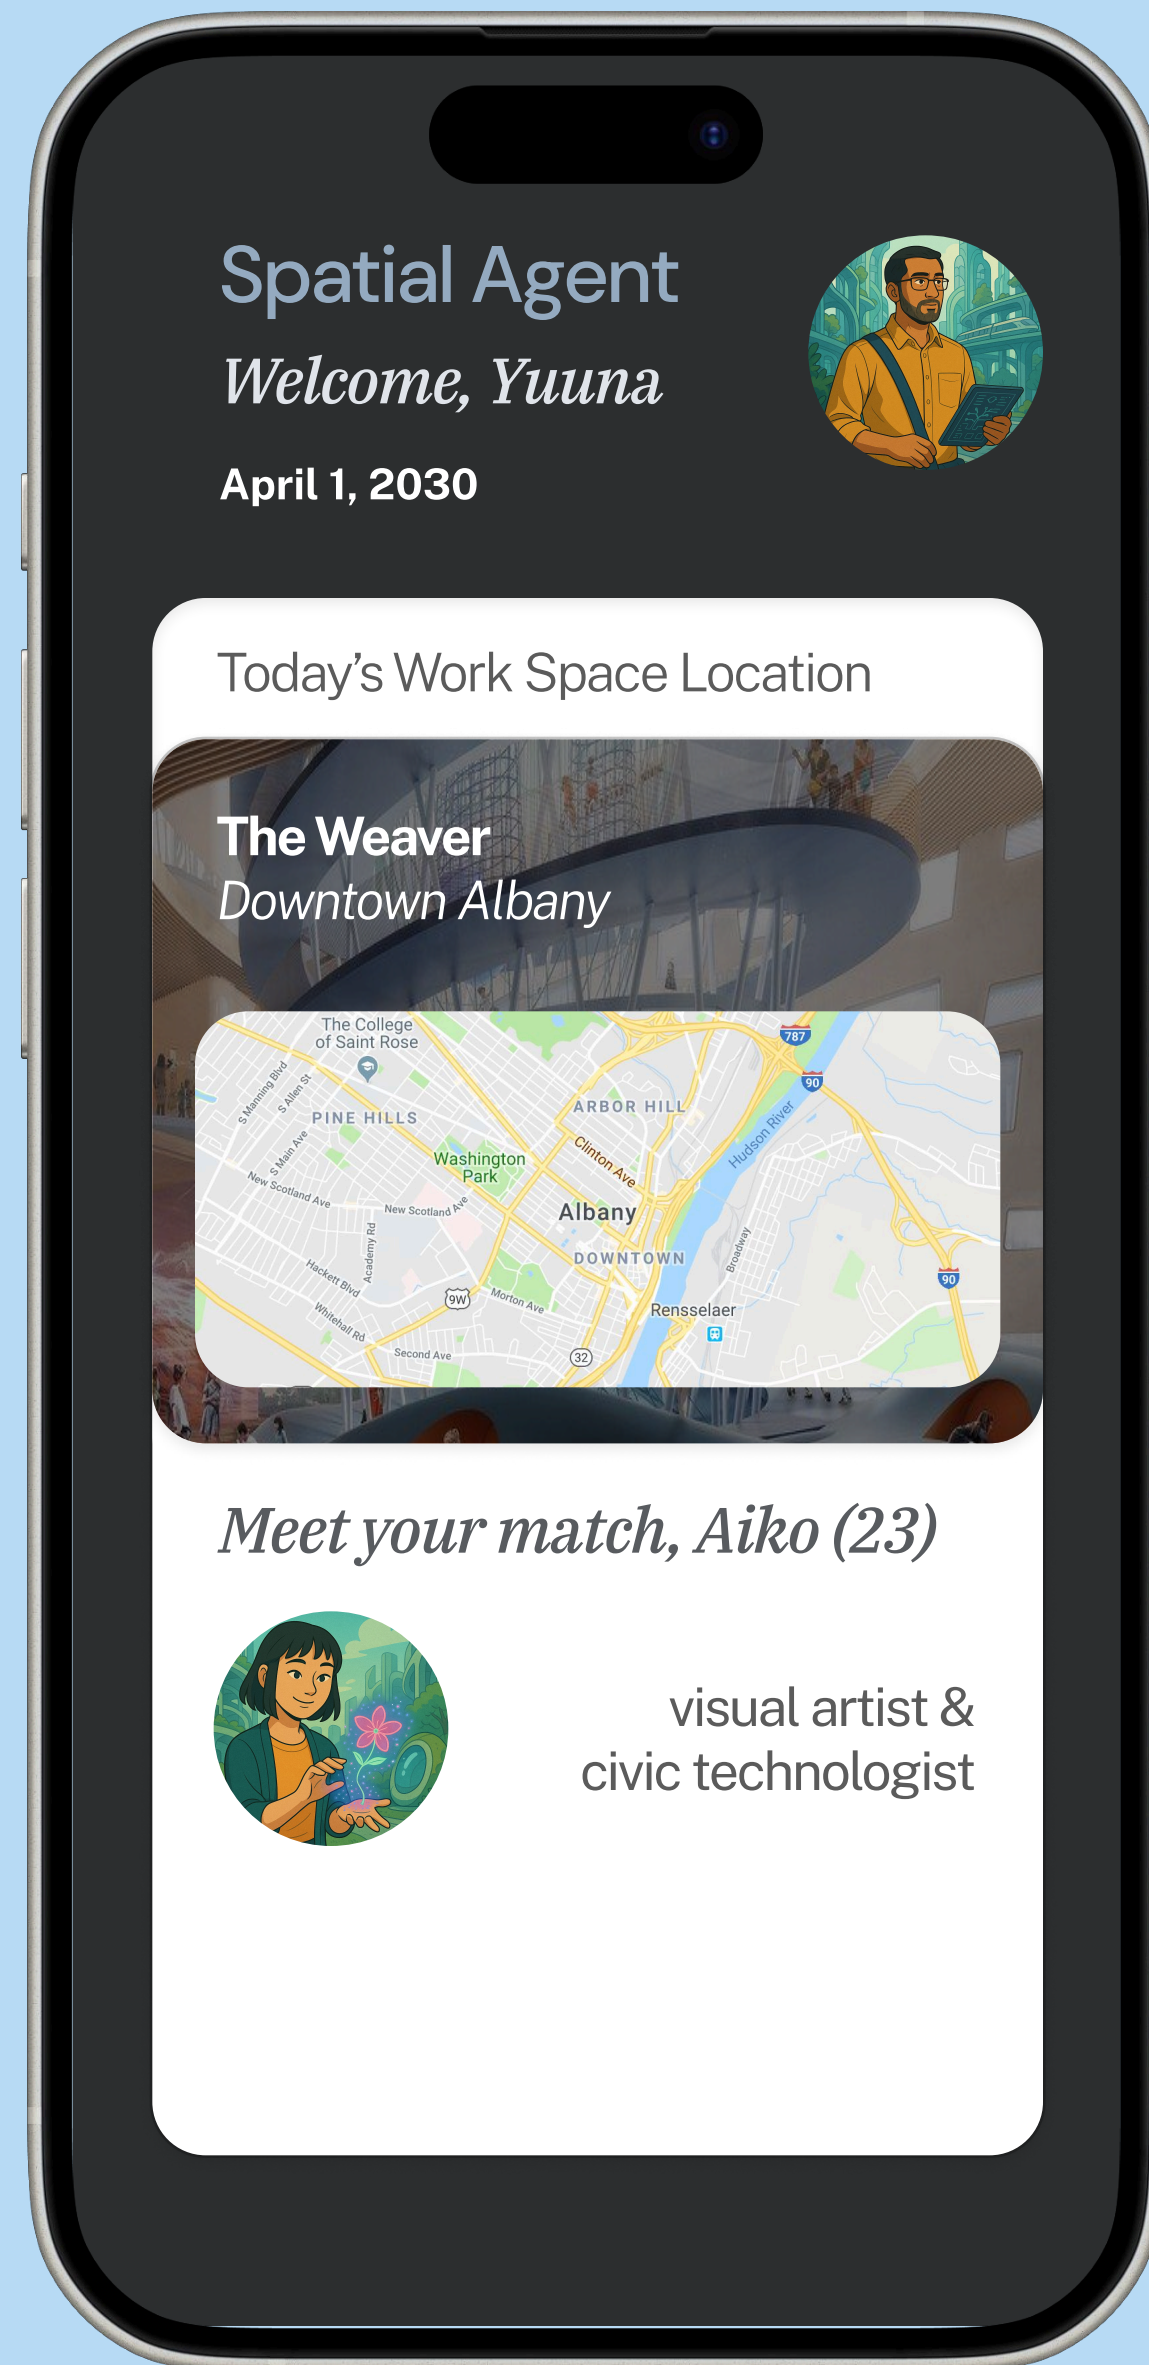 Spatial Agent
Welcome, Yuuna
April 1, 2030
Today's Work Space Location
The Weaver
Downtown Albany
The College
of Saint Rose
787
90
S Manning Blvd
S Allen St
ARBOR HILL
PINE HILLS
Hudson River
S Main Ave
Clinton Ave
Washington
Park
New Scotland Ave
New Scotland Ave
Albany
Academy Rd
Broadway
DOWNTOWN
Hackett Blvd
90
9W
Morton Ave
Rensselaer
Whitehall Rd
Second Ave
32
Meet your match, Aiko (23)
visual artist &
civic technologist